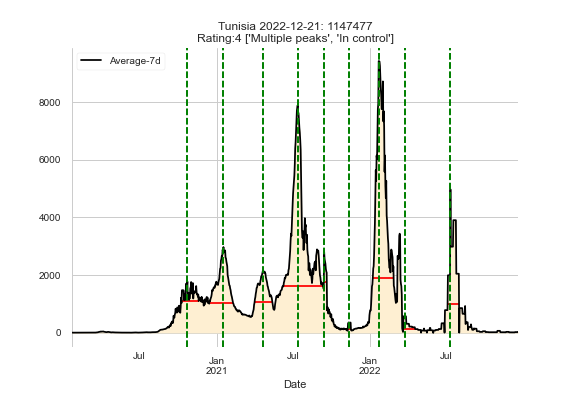 Tunisia 2022-12-21: 1147477
Rating:4 ['Multiple peaks', 'In control']
Average-7d
8000
6000
4000
2000
0
Jul
Jan
2021
Jul
Jan
2022
Jul
Date